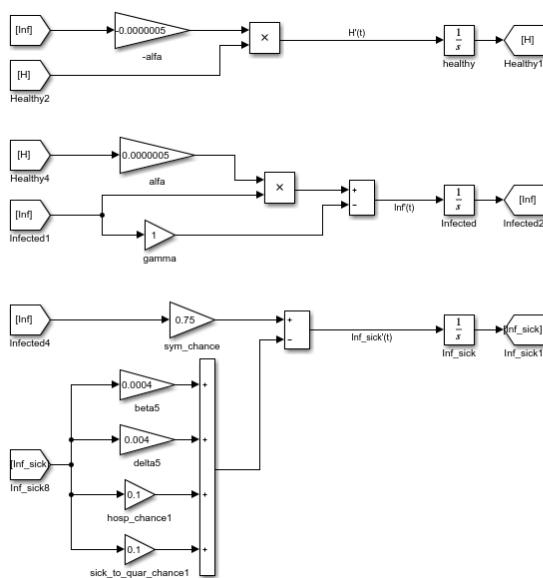 [Inf]
-0.0000005
-alfa
×
H'(t)
1
s
healthy
[H]
Healthy1
[H]
Healthy2
[H]
Healthy4
0.0000005
alfa
×
[Inf]
Infected1
1
gamma
+
−
Inf'(t)
1
s
Infected
[Inf]
Infected2
[Inf]
Infected4
0.75
sym_chance
+
−
Inf_sick'(t)
1
s
Inf_sick
[Inf_sick]
Inf_sick1
[Inf_sick]
Inf_sick8
0.0004
beta5
+
0.004
delta5
+
0.1
hosp_chance1
+
0.1
sick_to_quar_chance1
+